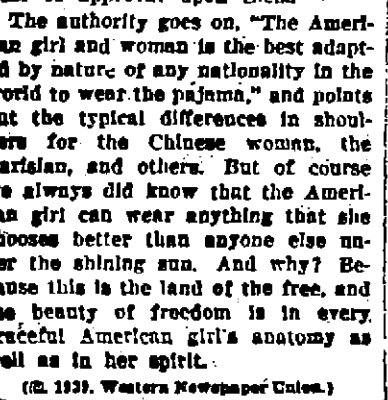 The authority goes on, "The Ameri-
an girl and woman is the best adapt-
d by nature of any nationality in the
orld to wear the pajama," and points
ut the typical differences in shoul-
ers for the Chinese woman, the
arisian, and others. But of course
e always did know that the Ameri-
an girl can wear anything that she
hooses better than anyone else un-
er the shining sun. And why? Be-
ause this is the land of the free, and
he beauty of freedom is in every
raceful American girl's anatomy as
ell as in her spirit.
(©, 1939, Western Newspaper Union.)